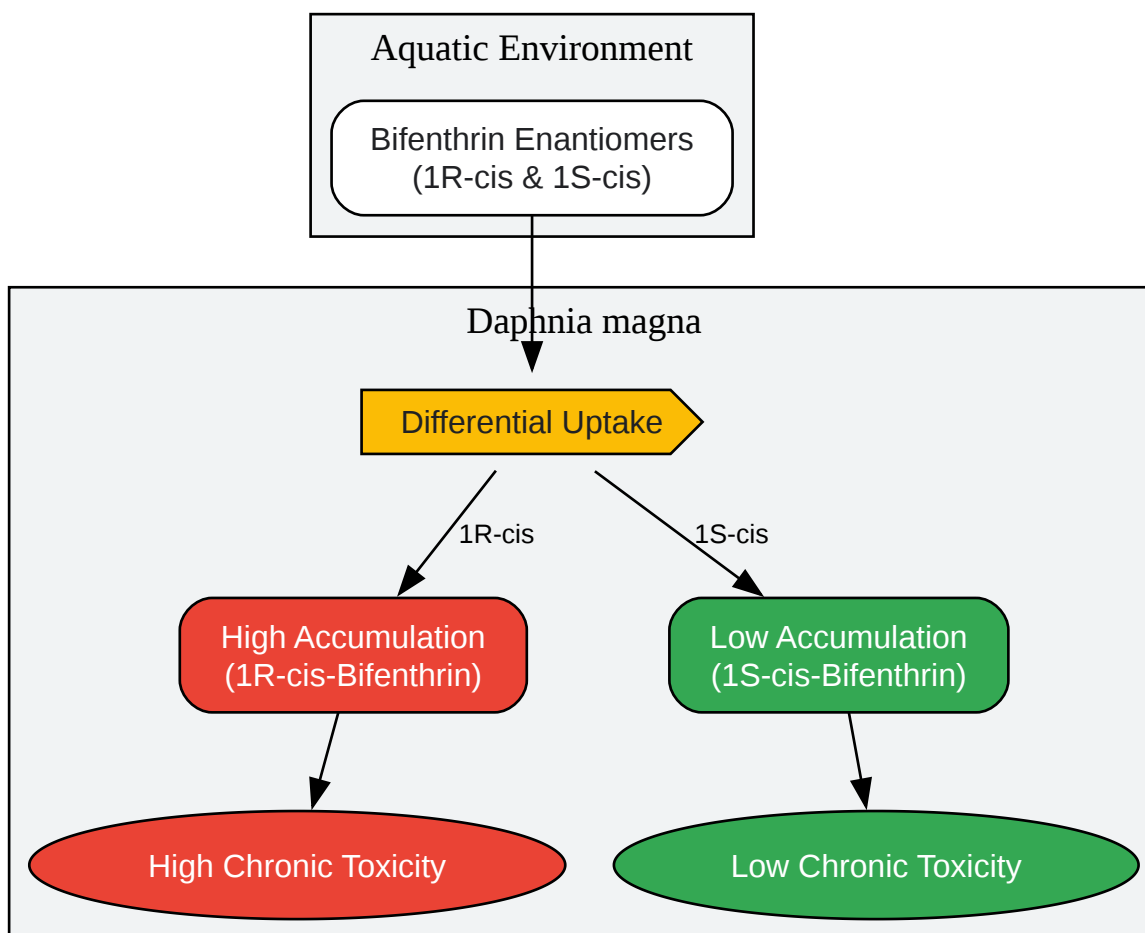 Aquatic Environment
Bifenthrin Enantiomers
(1R-cis & 1S-cis)
Daphnia magna
Differential Uptake
1R-cis
1S-cis
High Accumulation
(1R-cis-Bifenthrin)
Low Accumulation
(1S-cis-Bifenthrin)
High Chronic Toxicity
Low Chronic Toxicity